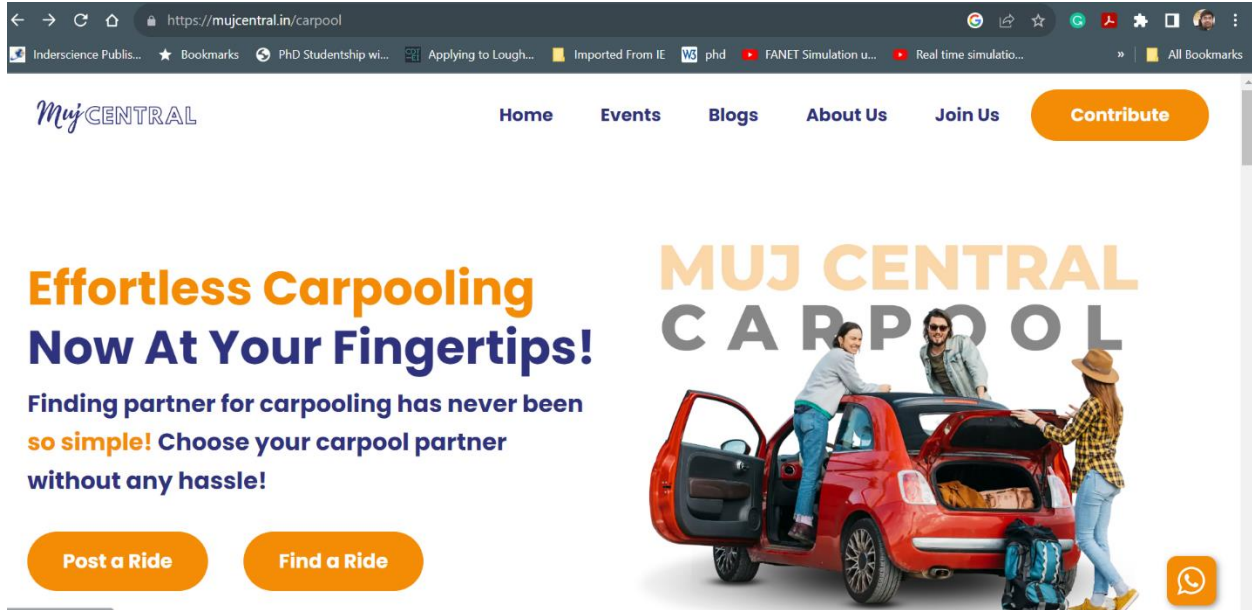 https://mujcentral.in/carpool
Inderscience Publis... Bookmarks PhD Studentship wi... Applying to Lough... Imported From IE phd FANET Simulation u... Real time simulatio... » All Bookmarks
Muj CENTRAL Home Events Blogs About Us Join Us Contribute
MUJ CENTRAL
CARPOOL
Effortless Carpooling
Now At Your Fingertips!
Finding partner for carpooling has never been
so simple! Choose your carpool partner
without any hassle!
Post a Ride Find a Ride